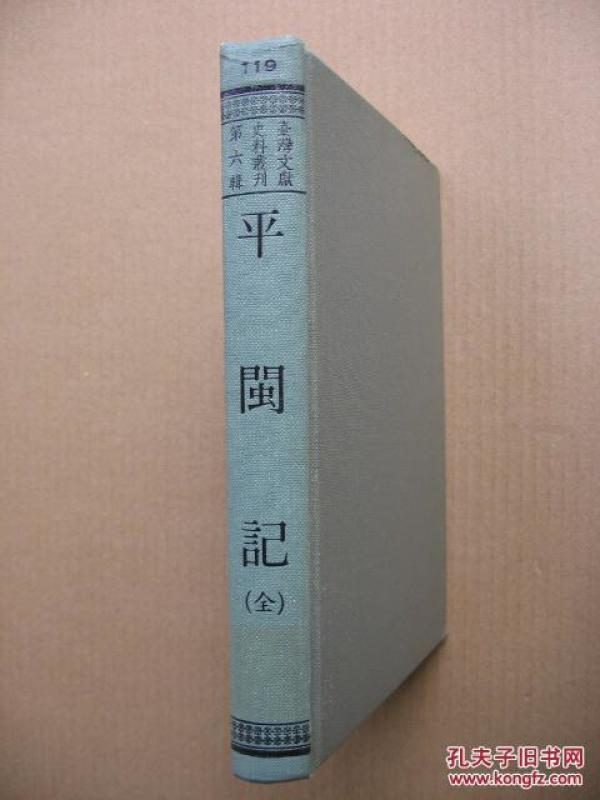 119
臺灣文獻
史料叢刊
第六輯
平閩記
(全)
孔夫子旧书网
www.kongfz.com